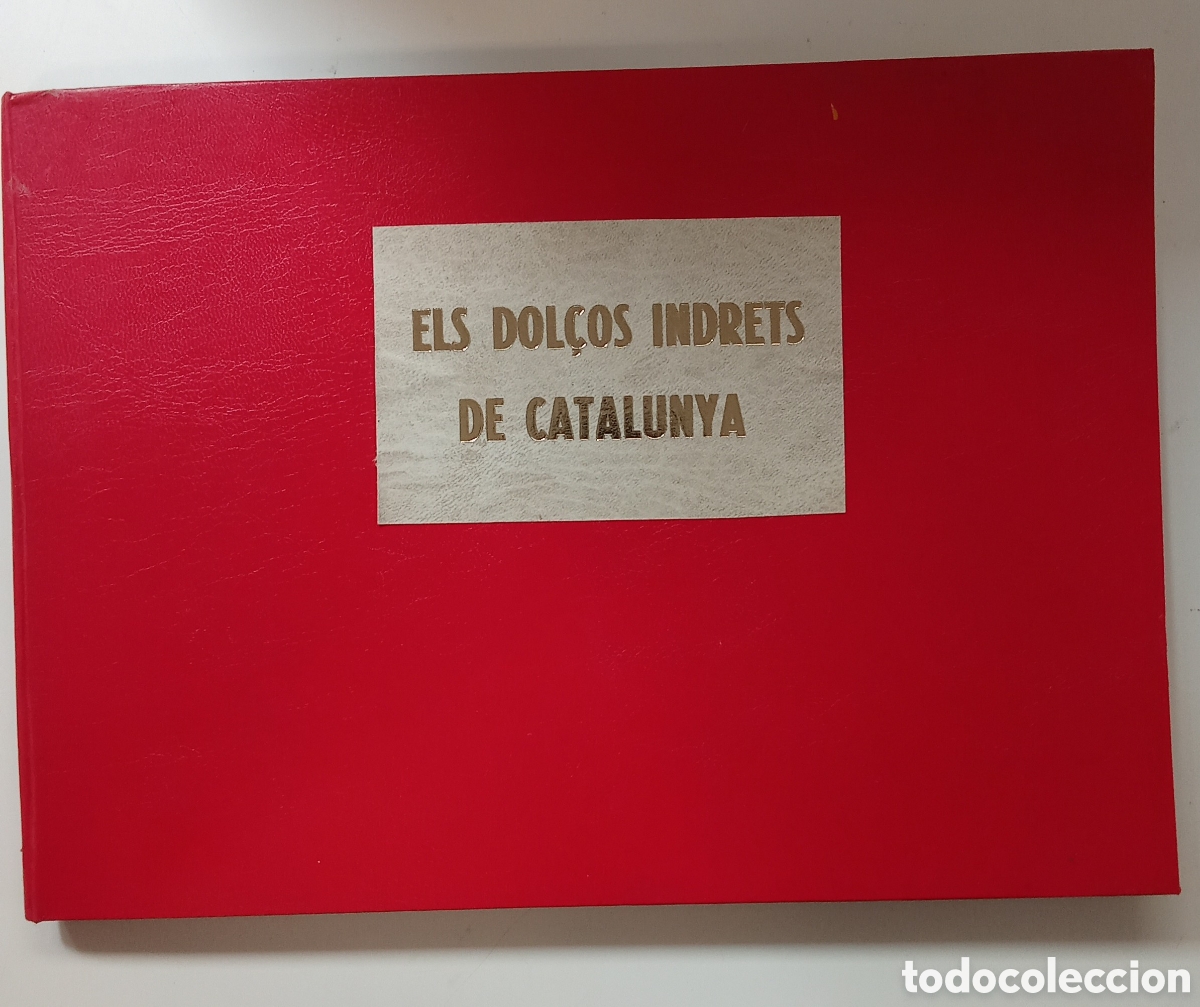 ELS DOLÇOS INDRETS
DE CATALUNYA
todocoleccion